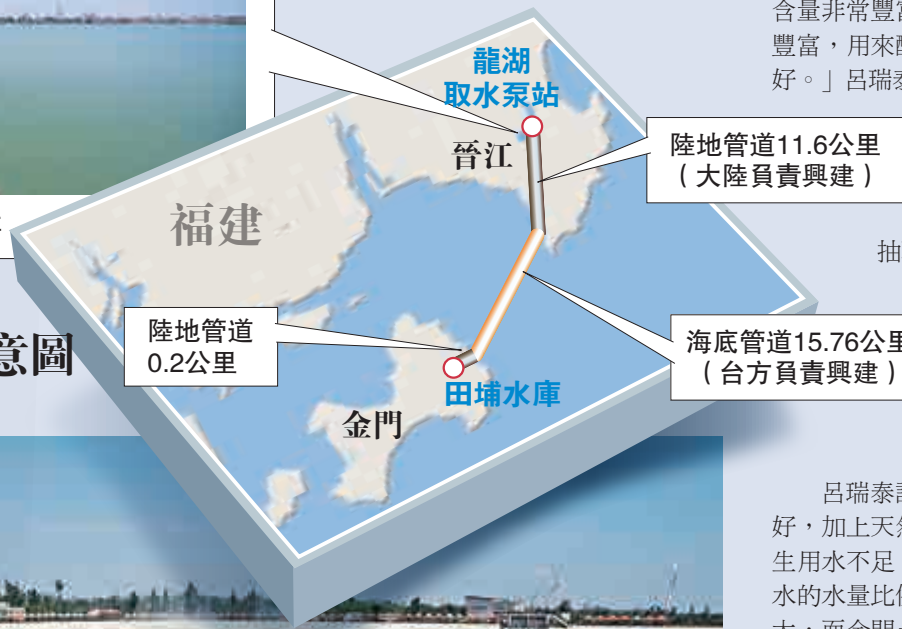 含量非常豐富
豐富，用來
好。」呂瑞泰
龍湖
取水泵站
晉江
福建
陸地管道11.6公里
（大陸負責興建）
抽
陸地管道
0.2公里
海底管道15.76公里
（台方負責興建）
意圖
田埔水庫
金門
呂瑞泰
好，加上天然
生用水不足
水的水量比